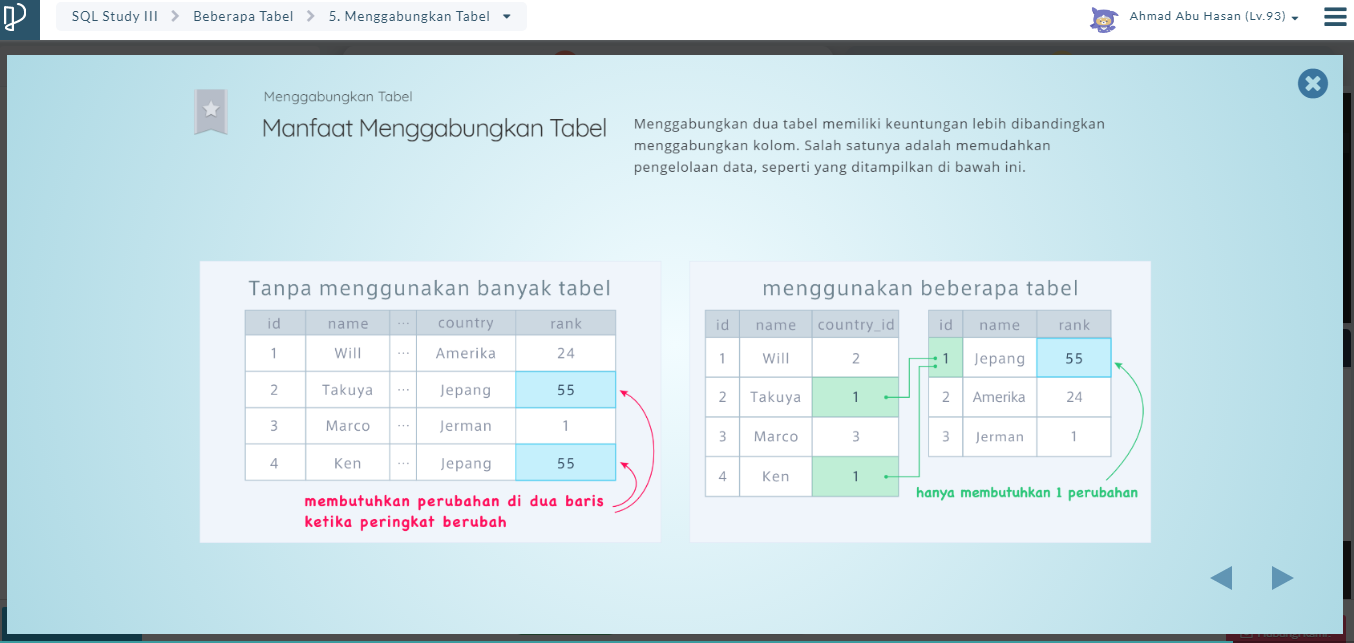 SQL Study III > Beberapa Tabel > 5. Menggabungkan Tabel
Ahmad Abu Hasan (Lv.93)
Menggabungkan Tabel
Manfaat Menggabungkan Tabel
Menggabungkan dua tabel memiliki keuntungan lebih dibandingkan
menggabungkan kolom. Salah satunya adalah memudahkan
pengelolaan data, seperti yang ditampilkan di bawah ini.
Tanpa menggunakan banyak tabel
id name ... country rank
1 Will ... Amerika 24
2 Takuya ... Jepang 55
3 Marco ... Jerman 1
4 Ken ... Jepang 55
membutuhkan perubahan di dua baris
ketika peringkat berubah
menggunakan beberapa tabel
id name country_id
1 Will 2
2 Takuya 1
3 Marco 3
4 Ken 1
id name rank
1 Jepang 55
2 Amerika 24
3 Jerman 1
hanya membutuhkan 1 perubahan